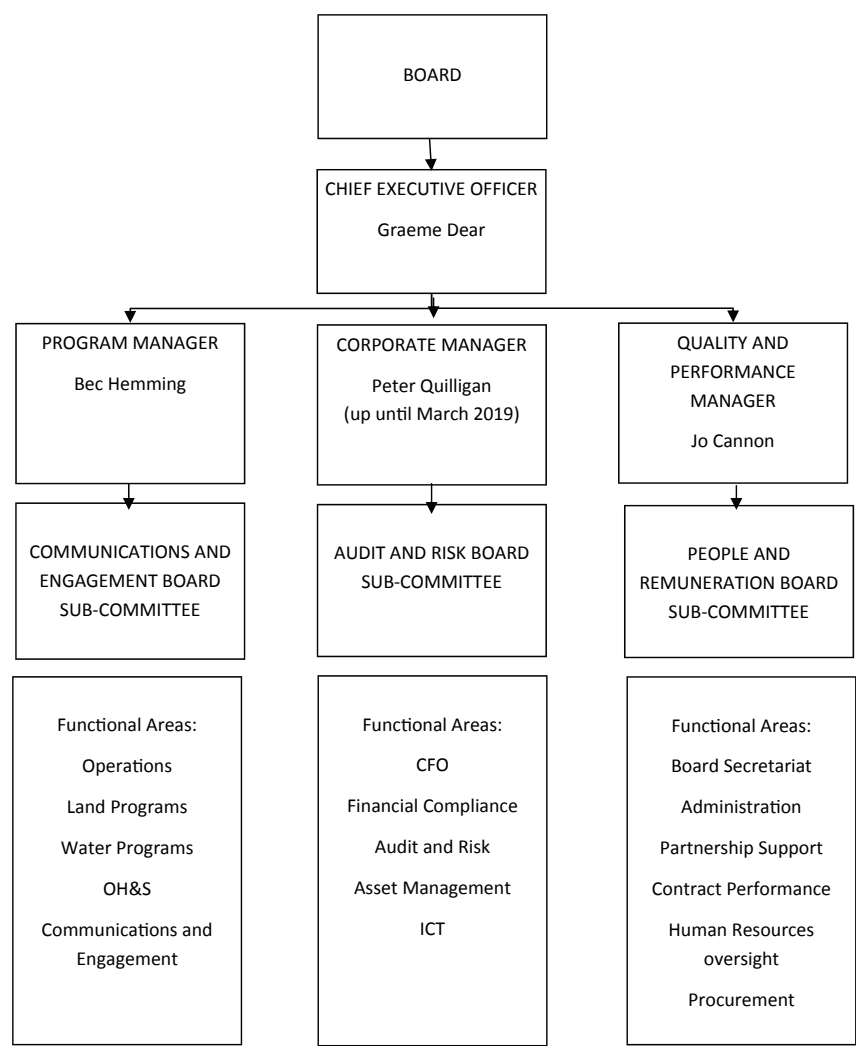 BOARD
CHIEF EXECUTIVE OFFICER
Graeme Dear
PROGRAM MANAGER
Bec Hemming
CORPORATE MANAGER
Peter Quilligan
(up until March 2019)
QUALITY AND
PERFORMANCE
MANAGER
Jo Cannon
COMMUNICATIONS AND
ENGAGEMENT BOARD
SUB-COMMITTEE
AUDIT AND RISK BOARD
SUB-COMMITTEE
PEOPLE AND
REMUNERATION BOARD
SUB-COMMITTEE
Functional Areas:
Operations
Land Programs
Water Programs
OH&S
Communications and
Engagement
Functional Areas:
CFO
Financial Compliance
Audit and Risk
Asset Management
ICT
Functional Areas:
Board Secretariat
Administration
Partnership Support
Contract Performance
Human Resources
oversight
Procurement